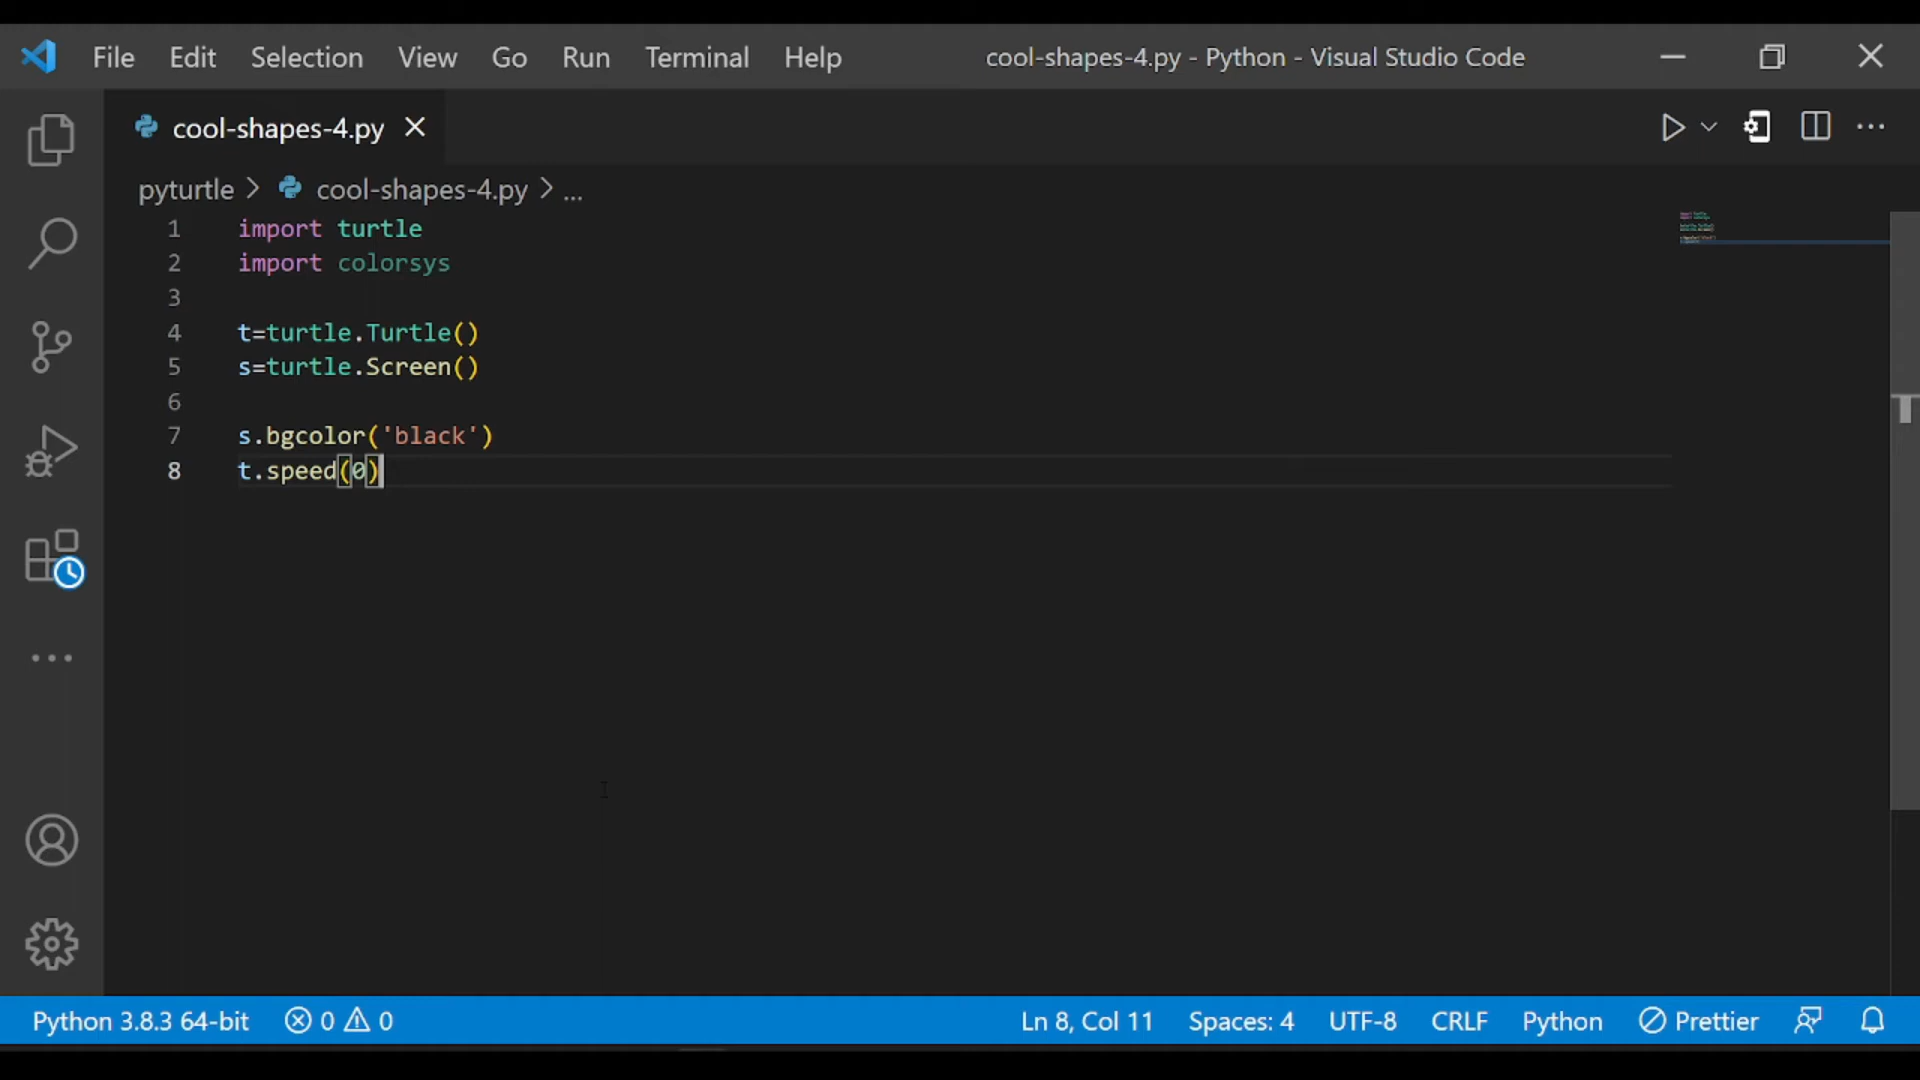 File Edit Selection View Go Run Terminal Help cool-shapes-4.py - Python - Visual Studio Code
cool-shapes-4.py
pyturtle > cool-shapes-4.py > ...
1 import turtle
2 import colorsys
3
4 t=turtle.Turtle()
5 s=turtle.Screen()
6
7 s.bgcolor('black')
8 t.speed(0)
Python 3.8.3 64-bit 0 0 Ln 8, Col 11 Spaces: 4 UTF-8 CRLF Python Prettier